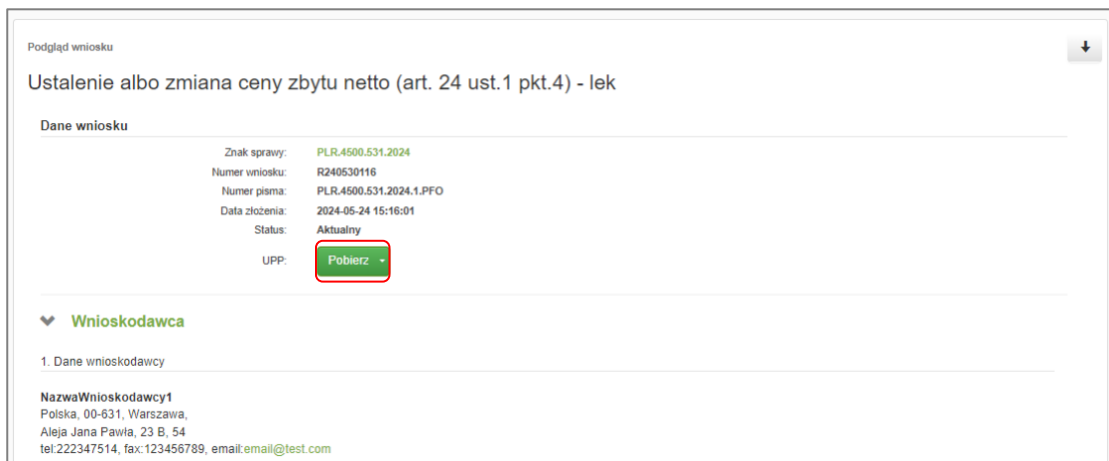 Podgląd wniosku
Ustalenie albo zmiana ceny zbytu netto (art. 24 ust.1 pkt.4) - lek
Dane wniosku
Znak sprawy: PLR.4500.531.2024
Numer wniosku: R240530116
Numer pisma: PLR.4500.531.2024.1.PFO
Data złożenia: 2024-05-24 15:16:01
Status: Aktualny
UPP: Pobierz
Wnioskodawca
1. Dane wnioskodawcy
NazwaWnioskodawcy1
Polska, 00-631, Warszawa,
Aleja Jana Pawła, 23 B, 54
tel:222347514, fax:123456789, email:email@test.com